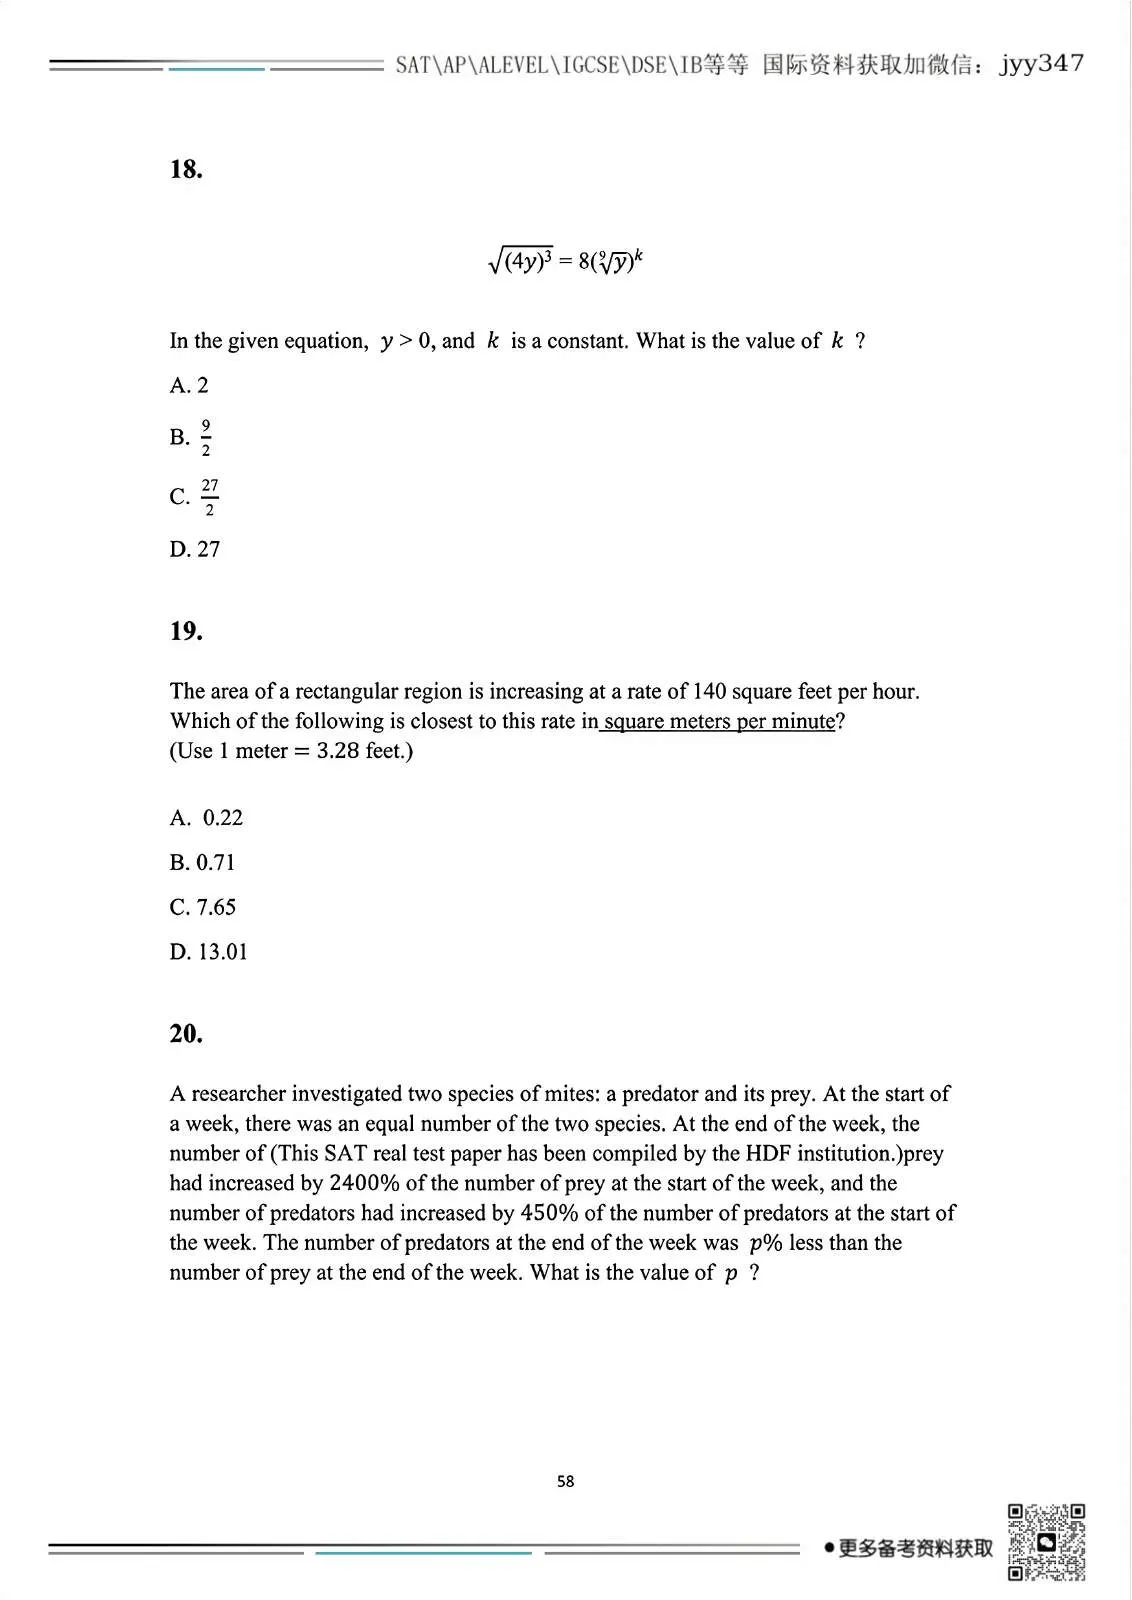 SAT\AP\ALEVEL\IGCSE\DSE\IB等等 国际资料获取加微信： jyy347
18.
√(4y)³ = 8(⁹√y)ᵏ
In the given equation, y > 0, and k is a constant. What is the value of k ?
A. 2
B. 9/2
C. 27/2
D. 27
19.
The area of a rectangular region is increasing at a rate of 140 square feet per hour.
Which of the following is closest to this rate in square meters per minute?
(Use 1 meter = 3.28 feet.)
A. 0.22
B. 0.71
C. 7.65
D. 13.01
20.
A researcher investigated two species of mites: a predator and its prey. At the start of
a week, there was an equal number of the two species. At the end of the week, the
number of (This SAT real test paper has been compiled by the HDF institution.)prey
had increased by 2400% of the number of prey at the start of the week, and the
number of predators had increased by 450% of the number of predators at the start of
the week. The number of predators at the end of the week was p% less than the
number of prey at the end of the week. What is the value of p ?
58
●更多备考资料获取